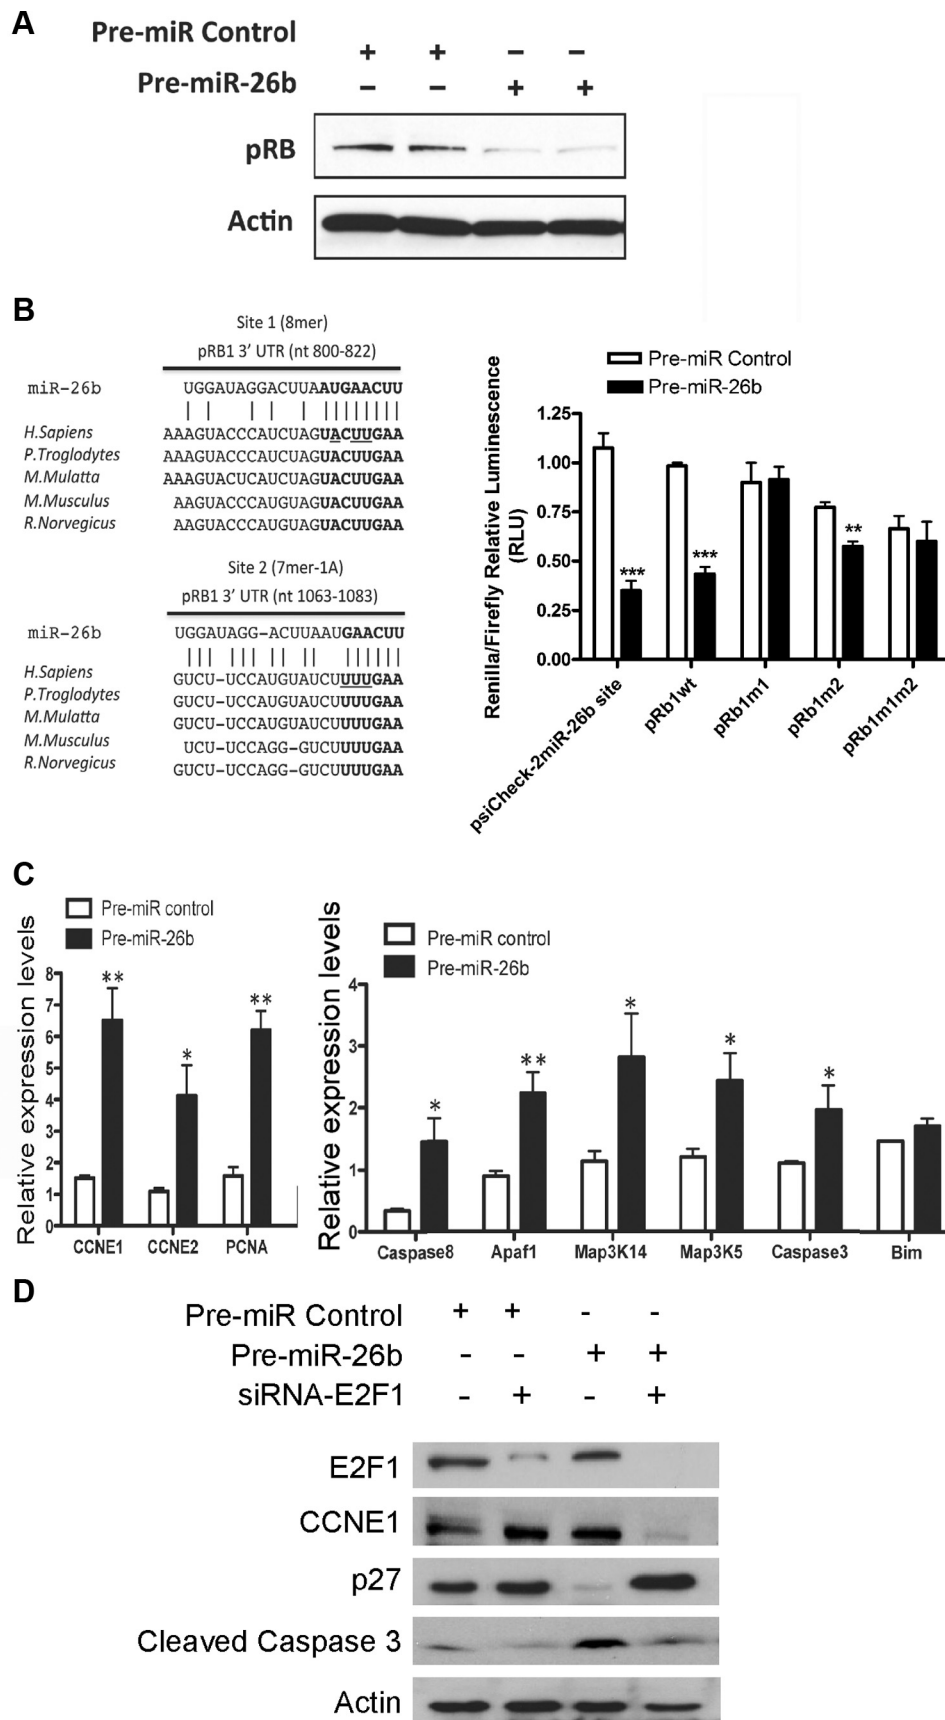 A
Pre-miR Control + + – –
Pre-miR-26b – – + +
pRB
Actin
B
Site 1 (8mer)
pRB1 3’ UTR (nt 800-822)
miR-26b UGGAUAGGACUUAAUGAACUU
H.Sapiens AAAGUACCCAUCUAGUACUUGAA
P.Troglodytes AAAGUACCCAUCUAGUACUUGAA
M.Mulatta AAAGUACUCAUCUAGUACUUGAA
M.Musculus AAGUACCCAUGUAGUACUUGAA
R.Norvegicus AAGUACCCAUGUAGUACUUGAA
Site 2 (7mer-1A)
pRB1 3’ UTR (nt 1063-1083)
miR-26b UGGAUAGG-ACUUAAUGAACUU
H.Sapiens GUCU-UCCAUGUAUCUUUUGAA
P.Troglodytes GUCU-UCCAUGUAUCUUUUGAA
M.Mulatta GUCU-UCCAUGUAUCUUUUGAA
M.Musculus UCU-UCCAGG-GUCUUUUGAA
R.Norvegicus GUCU-UCCAGG-GUCUUUUGAA
Pre-miR Control
Pre-miR-26b
Renilla/Firefly Relative Luminescence
(RLU)
1.25
1.00
0.75
0.50
0.25
0.00
*** *** **
psiCheck-2miR-26b site
pRb1wt
pRb1m1
pRb1m2
pRb1m1m2
C
Pre-miR control
Pre-miR-26b
Relative expression levels
8
7
6
5
4
3
2
1
0
** * **
CCNE1 CCNE2 PCNA
Pre-miR control
Pre-miR-26b
Relative expression levels
4
3
2
1
0
* ** * * *
Caspase8 Apaf1 Map3K14 Map3K5 Caspase3 Bim
D
Pre-miR Control + + - -
Pre-miR-26b - - + +
siRNA-E2F1 - + - +
E2F1
CCNE1
p27
Cleaved Caspase 3
Actin